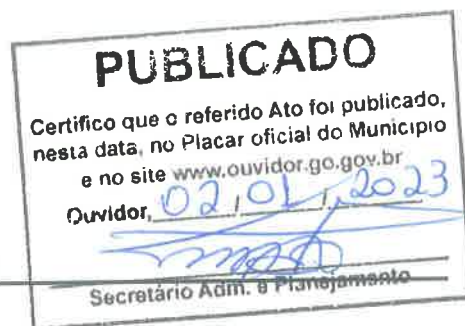 PUBLICADO
Certifico que o referido Ato foi publicado,
nesta data, no Placar oficial do Município
e no site www.ouvidor.go.gov.br
Ouvidor, 02 / 01 / 2023
Secretário Adm. e Planejamento